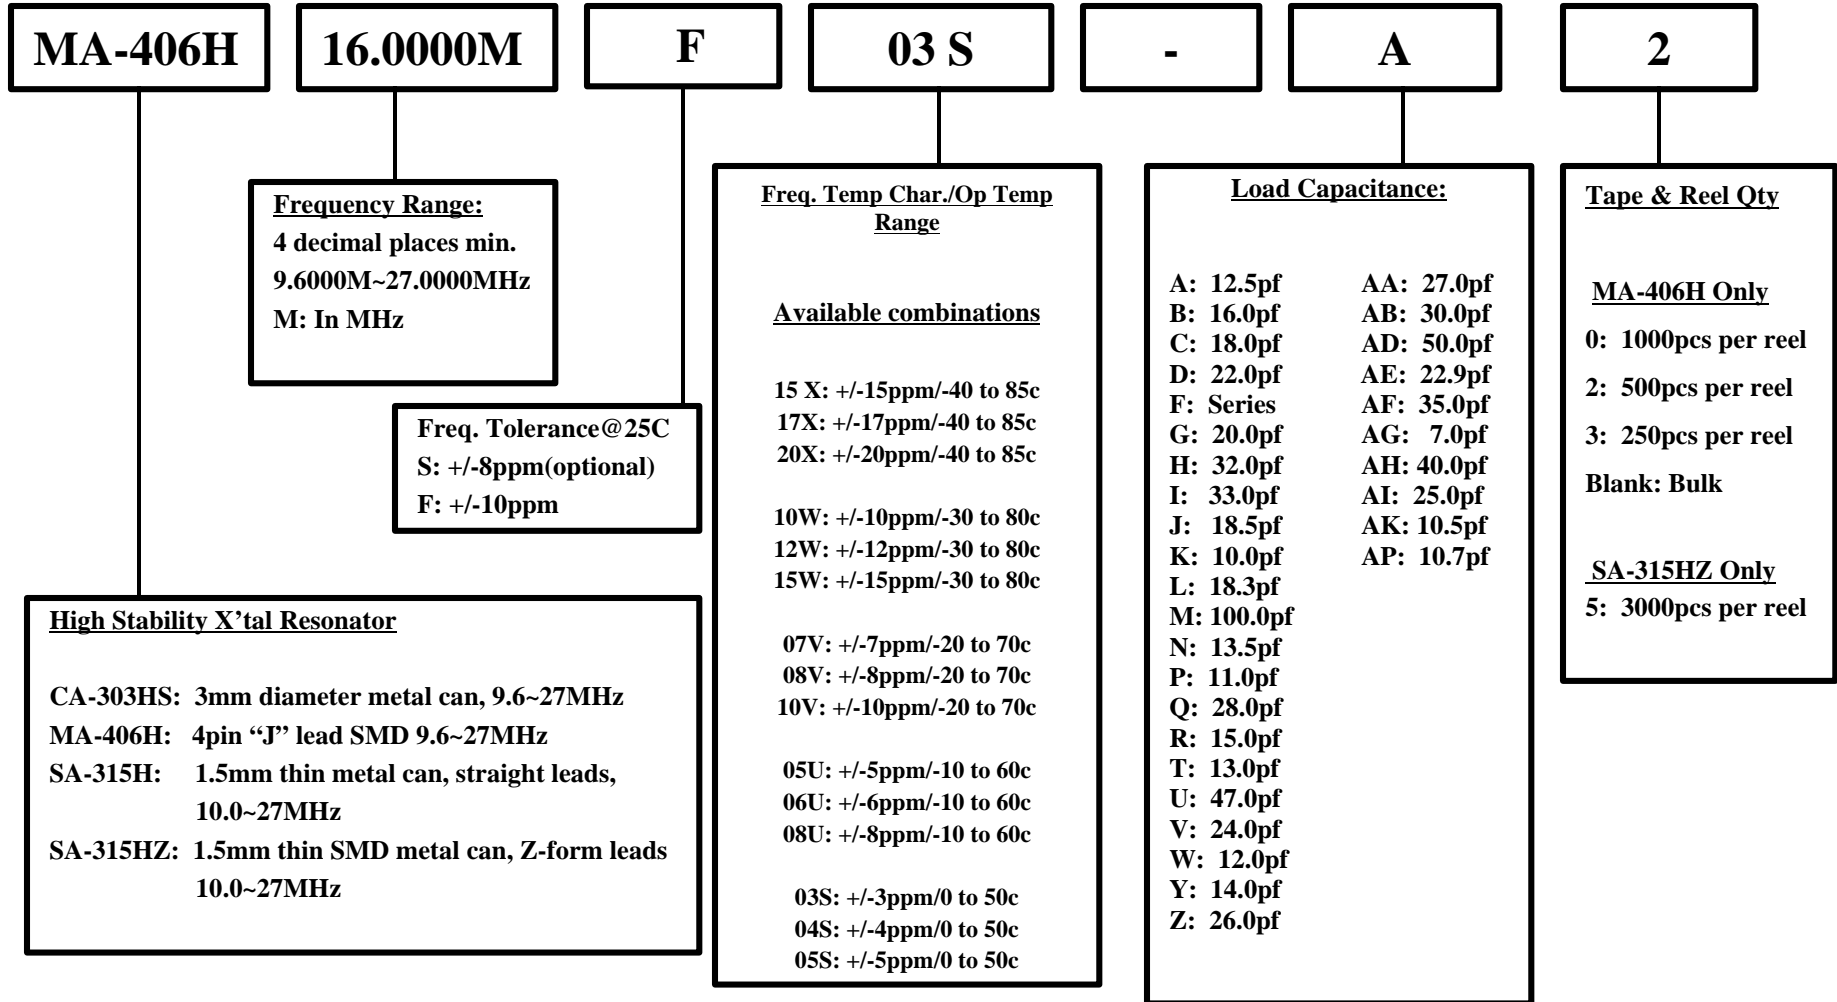 MA-406H
16.0000M
F
03 S
-
A
2
Frequency Range:
4 decimal places min.
9.6000M~27.0000MHz
M: In MHz
Freq. Tolerance@25C
S: +/-8ppm(optional)
F: +/-10ppm
High Stability X’tal Resonator
CA-303HS: 3mm diameter metal can, 9.6~27MHz
MA-406H: 4pin “J” lead SMD 9.6~27MHz
SA-315H: 1.5mm thin metal can, straight leads,
10.0~27MHz
SA-315HZ: 1.5mm thin SMD metal can, Z-form leads
10.0~27MHz
Freq. Temp Char./Op Temp
Range
Available combinations
15 X: +/-15ppm/-40 to 85c
17X: +/-17ppm/-40 to 85c
20X: +/-20ppm/-40 to 85c
10W: +/-10ppm/-30 to 80c
12W: +/-12ppm/-30 to 80c
15W: +/-15ppm/-30 to 80c
07V: +/-7ppm/-20 to 70c
08V: +/-8ppm/-20 to 70c
10V: +/-10ppm/-20 to 70c
05U: +/-5ppm/-10 to 60c
06U: +/-6ppm/-10 to 60c
08U: +/-8ppm/-10 to 60c
03S: +/-3ppm/0 to 50c
04S: +/-4ppm/0 to 50c
05S: +/-5ppm/0 to 50c
Load Capacitance:
A: 12.5pf
B: 16.0pf
C: 18.0pf
D: 22.0pf
F: Series
G: 20.0pf
H: 32.0pf
I: 33.0pf
J: 18.5pf
K: 10.0pf
L: 18.3pf
M: 100.0pf
N: 13.5pf
P: 11.0pf
Q: 28.0pf
R: 15.0pf
T: 13.0pf
U: 47.0pf
V: 24.0pf
W: 12.0pf
Y: 14.0pf
Z: 26.0pf
AA: 27.0pf
AB: 30.0pf
AD: 50.0pf
AE: 22.9pf
AF: 35.0pf
AG: 7.0pf
AH: 40.0pf
AI: 25.0pf
AK: 10.5pf
AP: 10.7pf
Tape & Reel Qty
MA-406H Only
0: 1000pcs per reel
2: 500pcs per reel
3: 250pcs per reel
Blank: Bulk
SA-315HZ Only
5: 3000pcs per reel